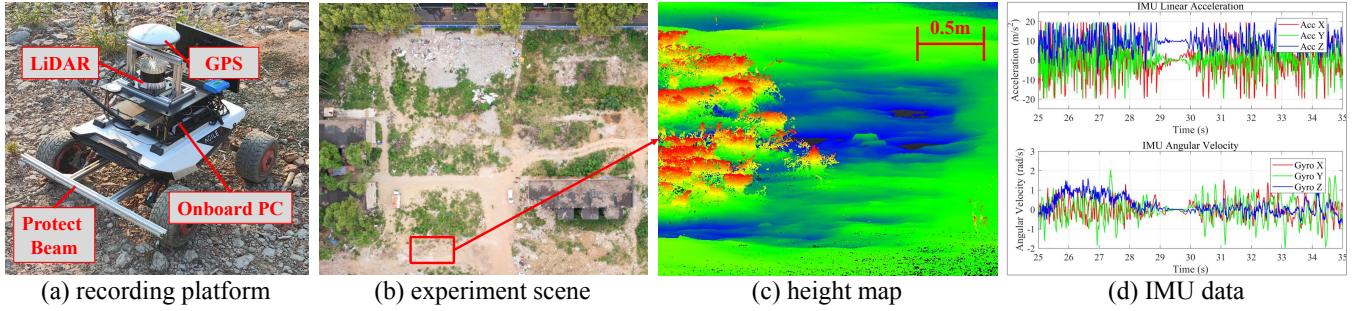 LiDAR
GPS
AGILE
Onboard PC
Protect
Beam
(a) recording platform
(b) experiment scene
0.5m
(c) height map
IMU Linear Acceleration
Acceleration (m/s²)
20
10
0
-10
-20
Acc X
Acc Y
Acc Z
25 26 27 28 29 30 31 32 33 34 35
Time (s)
IMU Angular Velocity
Angular Velocity (rad/s)
3
2
1
0
-1
-2
Gyro X
Gyro Y
Gyro Z
25 26 27 28 29 30 31 32 33 34 35
Time (s)
(d) IMU data